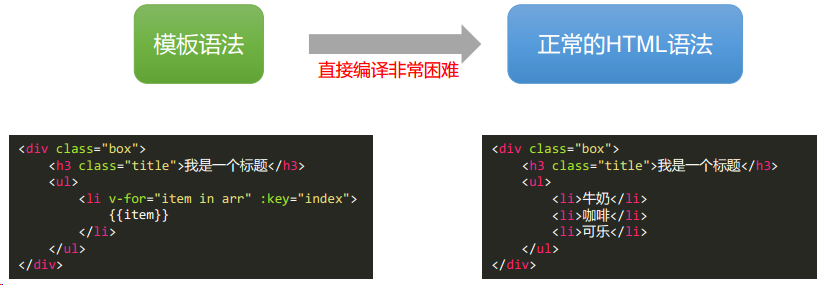 模板语法
正常的HTML语法
直接编译非常困难
<div class="box">
    <h3 class="title">我是一个标题</h3>
    <ul>
        <li v-for="item in arr" :key="index">
            {{item}}
        </li>
    </ul>
</div>
<div class="box">
    <h3 class="title">我是一个标题</h3>
    <ul>
        <li>牛奶</li>
        <li>咖啡</li>
        <li>可乐</li>
    </ul>
</div>